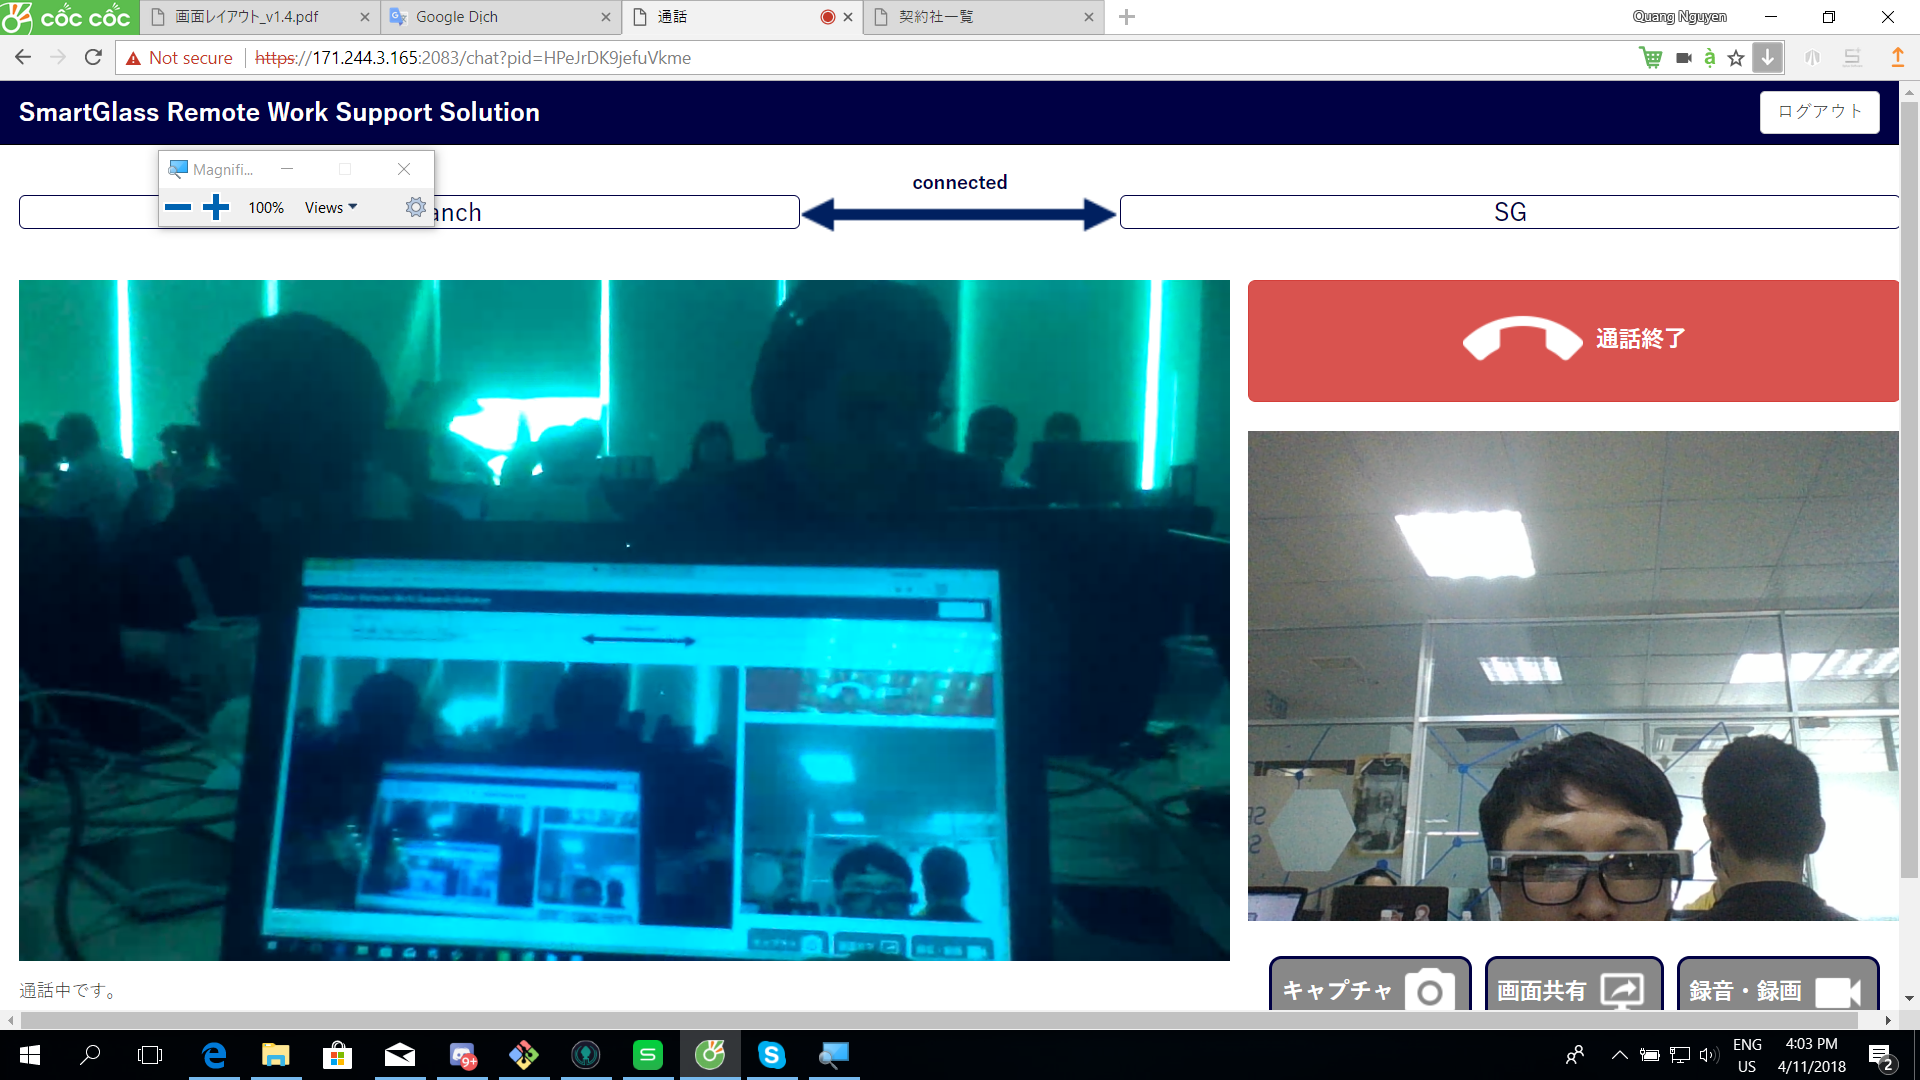 cốc cốc
画面レイアウト_v1.4.pdf
Google Dịch
通話
契約社一覧
Quang Nguyen
Not secure
https://171.244.3.165:2083/chat?pid=HPeJrDK9jefuVkme
SmartGlass Remote Work Support Solution
ログアウト
Magnifi...
100%
Views
connected
anch
SG
通話終了
通話中です。
キャプチャ
画面共有
録音・録画
9+
ENG
US
4:03 PM
4/11/2018
2